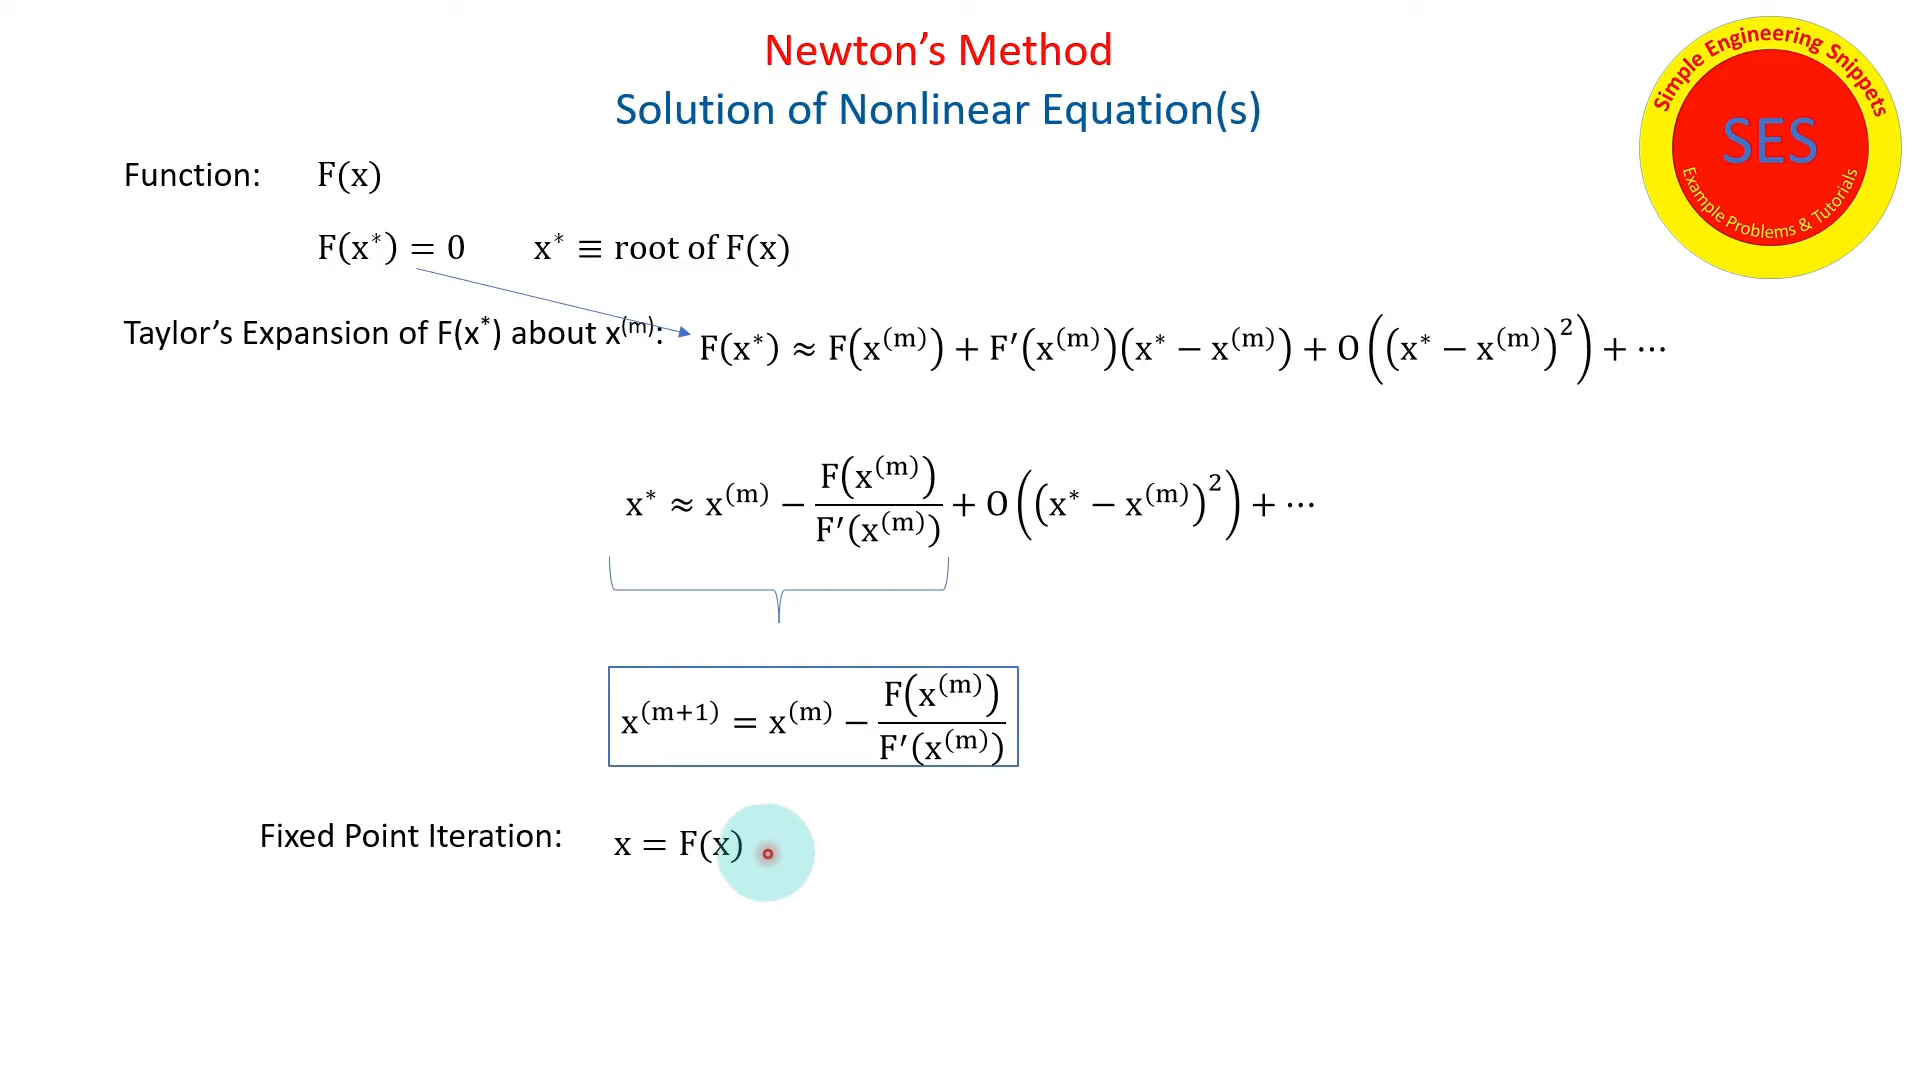 Newton's Method
Solution of Nonlinear Equation(s)
Simple Engineering Snippets
SES
Example Problems & Tutorials
Function: F(x)
F(x*) = 0 x* ≡ root of F(x)
Taylor's Expansion of F(x*) about x^(m): F(x*) ≈ F(x^(m)) + F′(x^(m))(x* − x^(m)) + O((x* − x^(m))^2) + ⋯
x* ≈ x^(m) − F(x^(m)) / F′(x^(m)) + O((x* − x^(m))^2) + ⋯
x^(m+1) = x^(m) − F(x^(m)) / F′(x^(m))
Fixed Point Iteration: x = F(x)